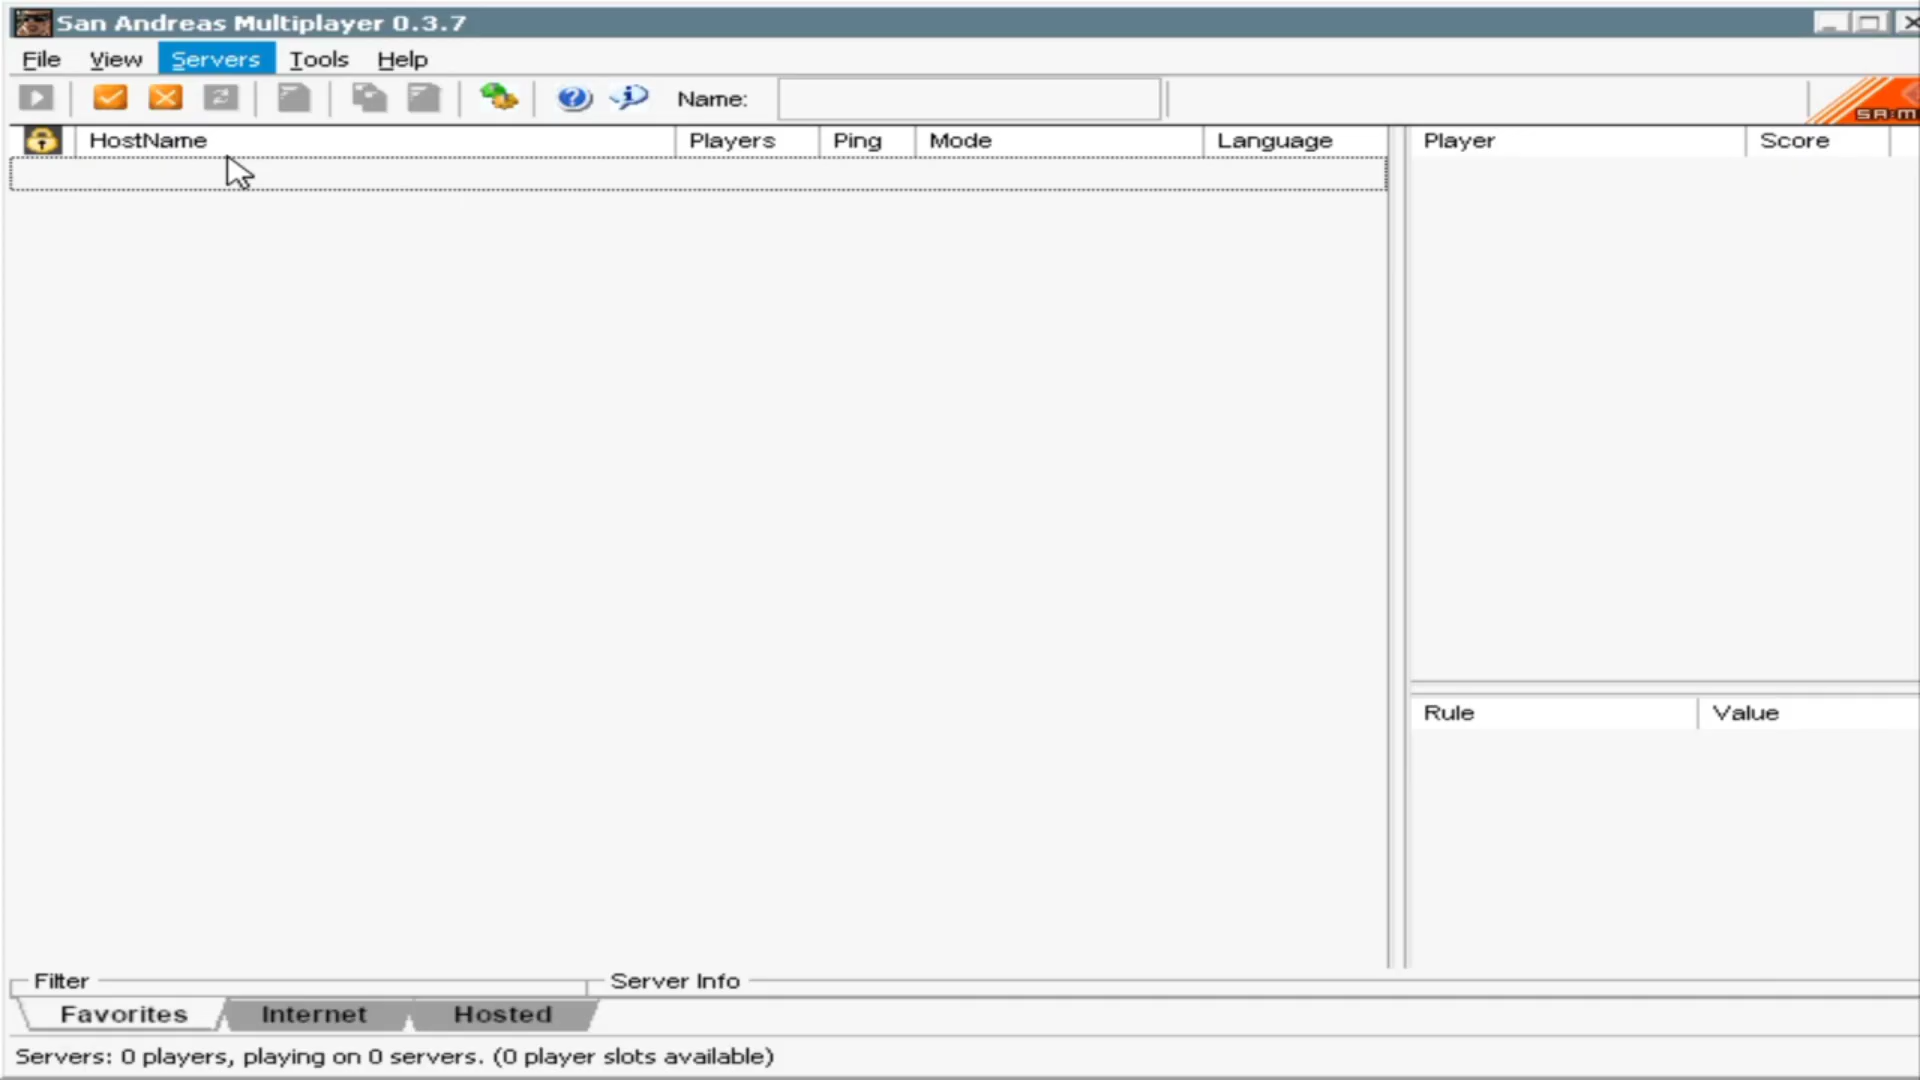 San Andreas Multiplayer 0.3.7
File View Servers Tools Help
Name:
SA:M
HostName Players Ping Mode Language Player Score
Rule Value
Filter Server Info
Favorites Internet Hosted
Servers: 0 players, playing on 0 servers. (0 player slots available)